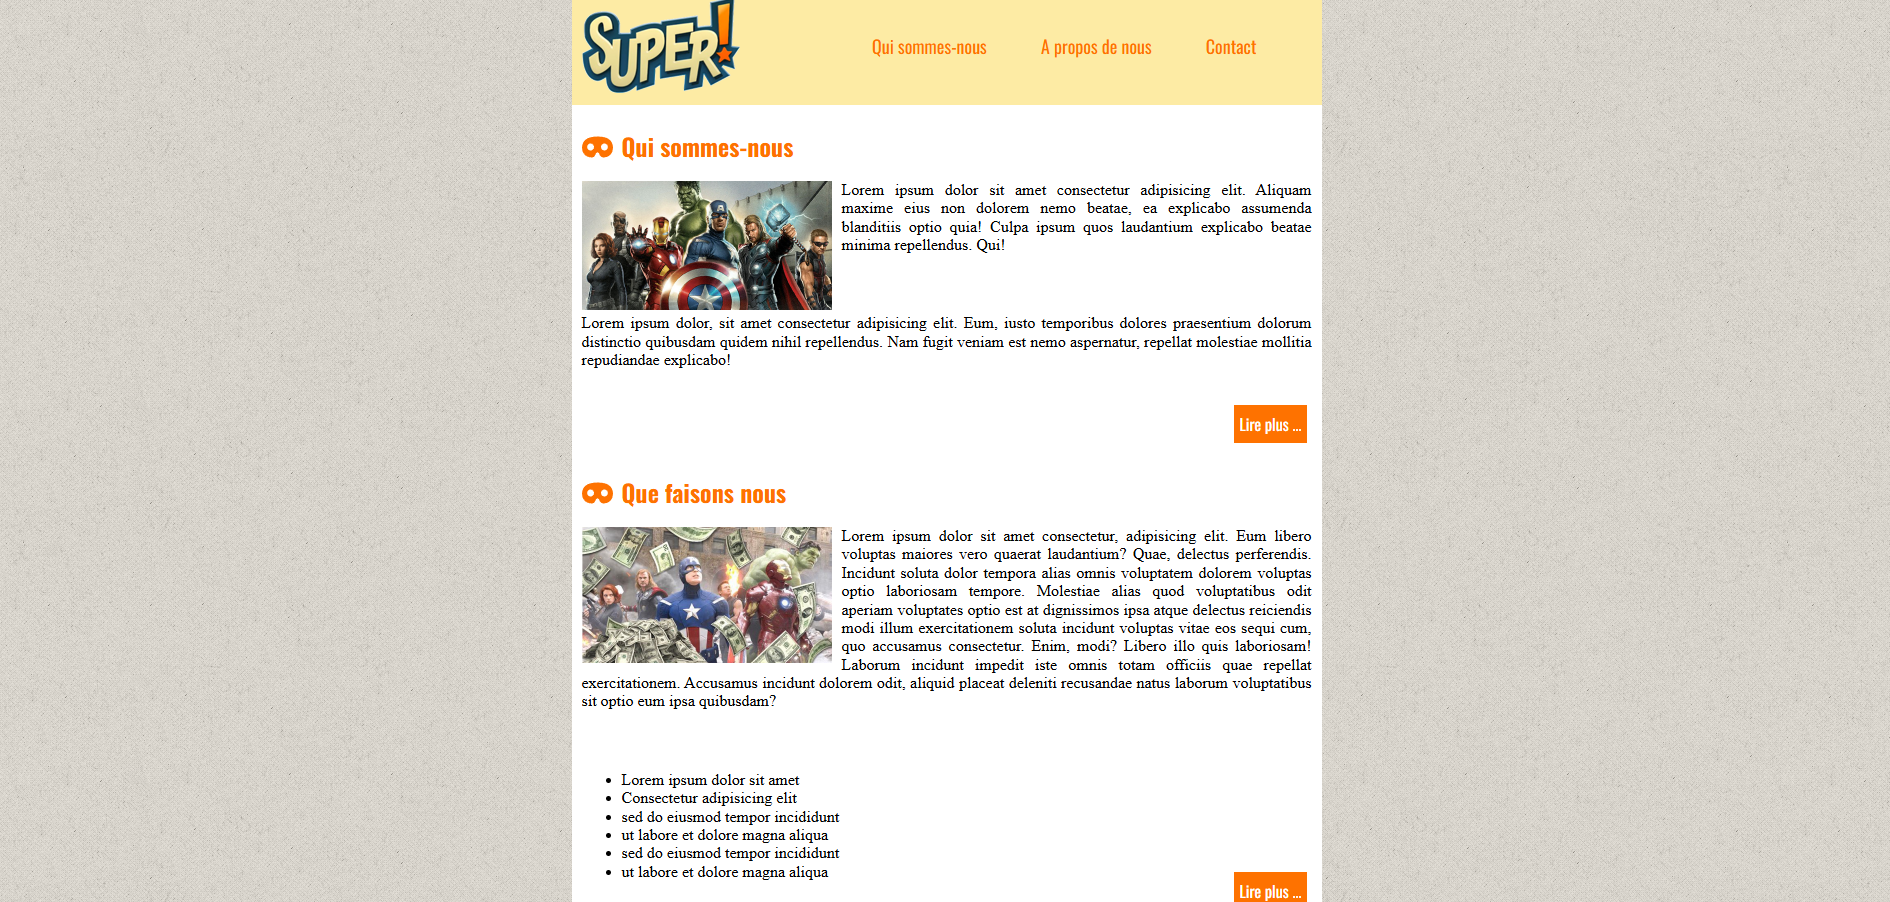 SUPER!
Qui sommes-nous
A propos de nous
Contact
Qui sommes-nous
Lorem ipsum dolor sit amet consectetur adipisicing elit. Aliquam
maxime eius non dolorem nemo beatae, ea explicabo assumenda
blanditiis optio quia! Culpa ipsum quos laudantium explicabo beatae
minima repellendus. Qui!
Lorem ipsum dolor, sit amet consectetur adipisicing elit. Eum, iusto temporibus dolores praesentium dolorum
distinctio quibusdam quidem nihil repellendus. Nam fugit veniam est nemo aspernatur, repellat molestiae mollitia
repudiandae explicabo!
Lire plus ...
Que faisons nous
Lorem ipsum dolor sit amet consectetur, adipisicing elit. Eum libero
voluptas maiores vero quaerat laudantium? Quae, delectus perferendis.
Incidunt soluta dolor tempora alias omnis voluptatem dolorem voluptas
optio laboriosam tempore. Molestiae alias quod voluptatibus odit
aperiam voluptates optio est at dignissimos ipsa atque delectus reiciendis
modi illum exercitationem soluta incidunt voluptas vitae eos sequi cum,
quo accusamus consectetur. Enim, modi? Libero illo quis laboriosam!
Laborum incidunt impedit iste omnis totam officiis quae repellat
exercitationem. Accusamus incidunt dolorem odit, aliquid placeat deleniti recusandae natus laborum voluptatibus
sit optio eum ipsa quibusdam?
• Lorem ipsum dolor sit amet
• Consectetur adipisicing elit
• sed do eiusmod tempor incididunt
• ut labore et dolore magna aliqua
• sed do eiusmod tempor incididunt
• ut labore et dolore magna aliqua
Lire plus ...